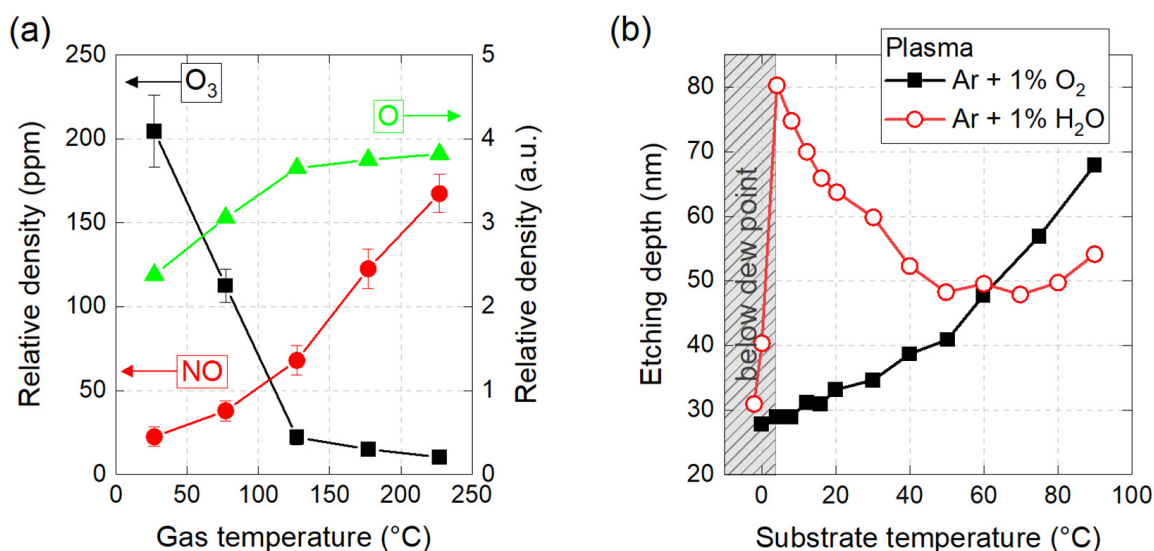 (a)
Relative density (ppm)
250
200
150
100
50
0
O₃
O
NO
5
4
3
2
1
0
Relative density (a.u.)
0 50 100 150 200 250
Gas temperature (°C)
(b)
Etching depth (nm)
80
70
60
50
40
30
20
below dew point
Plasma
Ar + 1% O₂
Ar + 1% H₂O
0 20 40 60 80 100
Substrate temperature (°C)